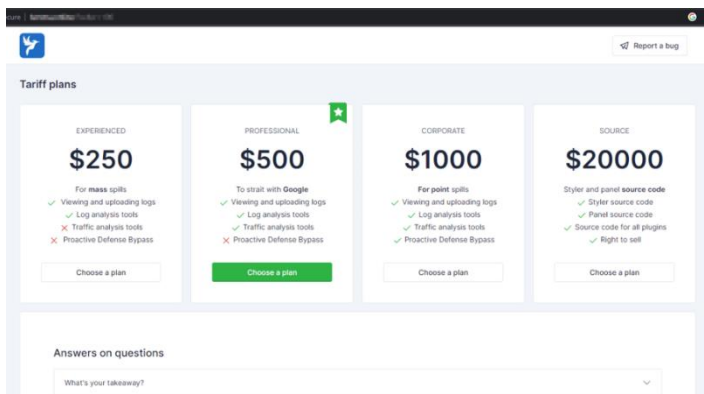 Report a bug
Tariff plans
EXPERIENCED
$250
For mass spills
Viewing and uploading logs
Log analysis tools
Traffic analysis tools
Proactive Defense Bypass
Choose a plan
PROFESSIONAL
$500
To strait with Google
Viewing and uploading logs
Log analysis tools
Traffic analysis tools
Proactive Defense Bypass
Choose a plan
CORPORATE
$1000
For point spills
Viewing and uploading logs
Log analysis tools
Traffic analysis tools
Proactive Defense Bypass
Choose a plan
SOURCE
$20000
Styler and panel source code
Styler source code
Panel source code
Source code for all plugins
Right to sell
Choose a plan
Answers on questions
What's your takeaway?